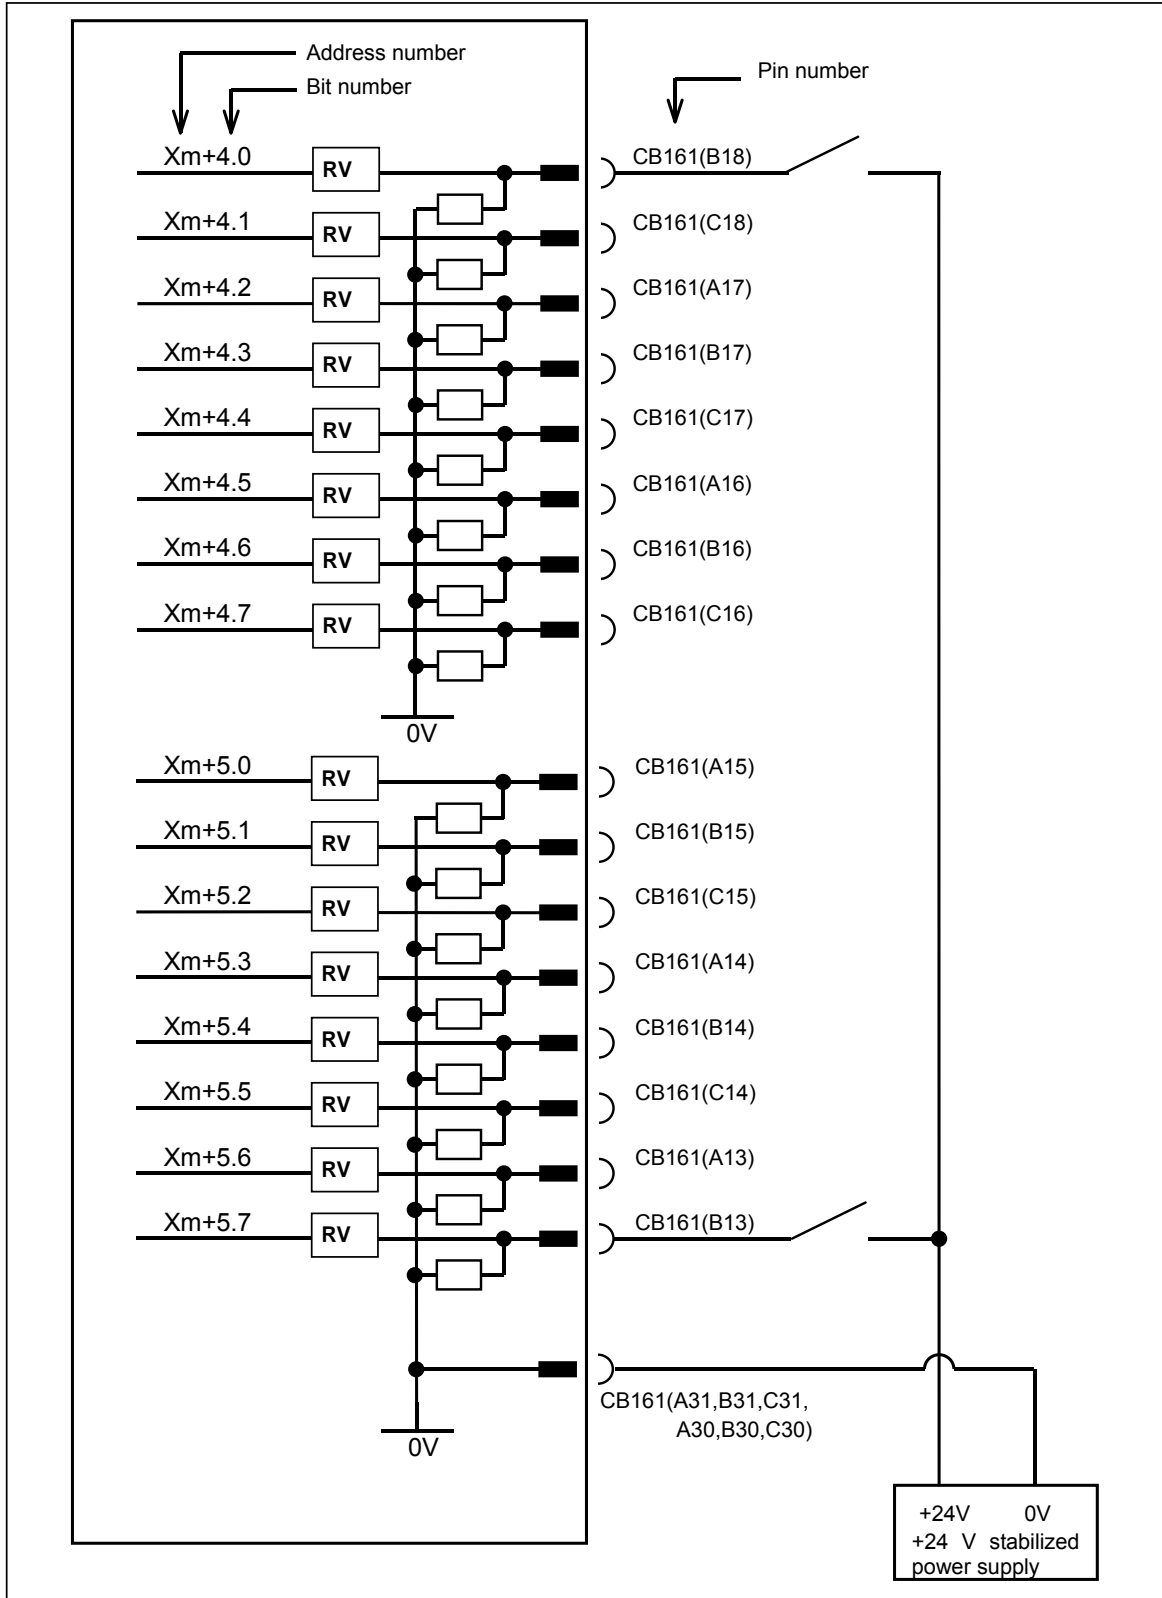 Address number
Bit number
Pin number
Xm+4.0 RV CB161(B18)
Xm+4.1 RV CB161(C18)
Xm+4.2 RV CB161(A17)
Xm+4.3 RV CB161(B17)
Xm+4.4 RV CB161(C17)
Xm+4.5 RV CB161(A16)
Xm+4.6 RV CB161(B16)
Xm+4.7 RV CB161(C16)
0V
Xm+5.0 RV CB161(A15)
Xm+5.1 RV CB161(B15)
Xm+5.2 RV CB161(C15)
Xm+5.3 RV CB161(A14)
Xm+5.4 RV CB161(B14)
Xm+5.5 RV CB161(C14)
Xm+5.6 RV CB161(A13)
Xm+5.7 RV CB161(B13)
CB161(A31,B31,C31,
A30,B30,C30)
0V
+24V 0V
+24 V stabilized
power supply